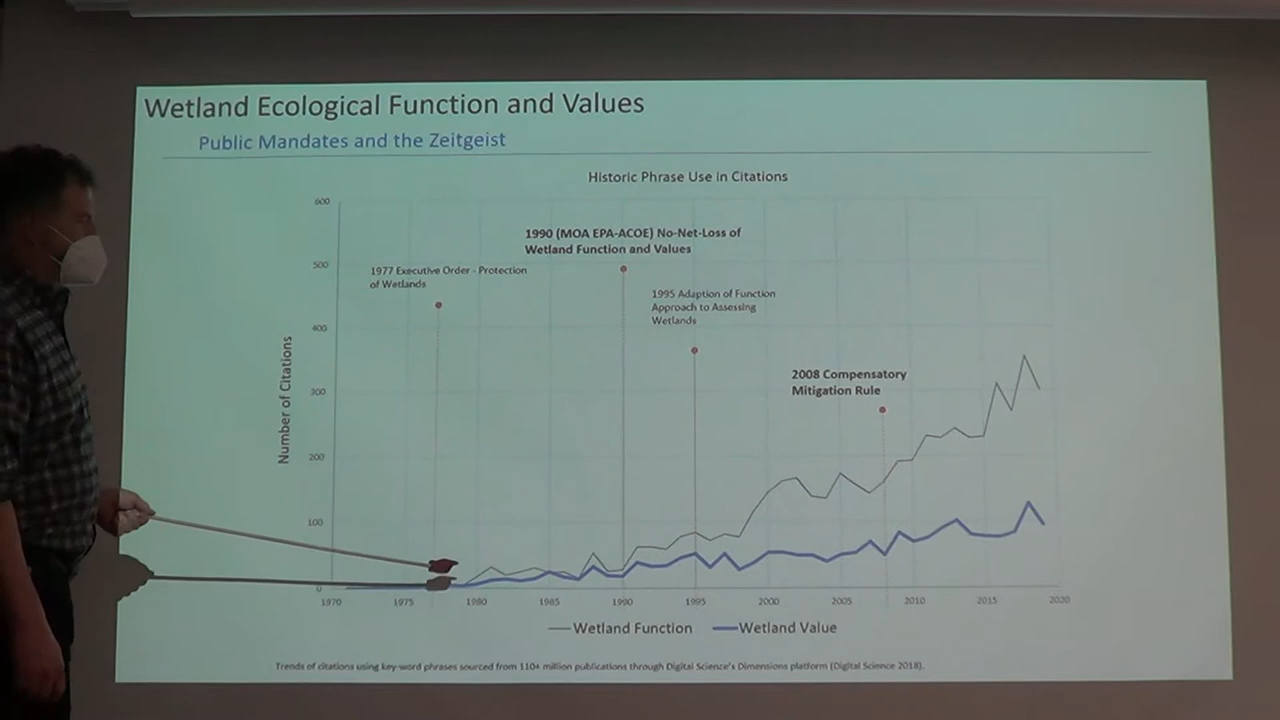 Wetland Ecological Function and Values
Public Mandates and the Zeitgeist
Historic Phrase Use in Citations
600
500
400
300
200
100
0
Number of Citations
1977 Executive Order - Protection
of Wetlands
1990 (MOA EPA-ACOE) No-Net-Loss of
Wetland Function and Values
1995 Adaption of Function
Approach to Assessing
Wetlands
2008 Compensatory
Mitigation Rule
1970 1975 1980 1985 1990 1995 2000 2005 2010 2015 2020
Wetland Function Wetland Value
Trends of citations using key-word phrases sourced from 110+ million publications through Digital Science's Dimensions platform (Digital Science 2018).